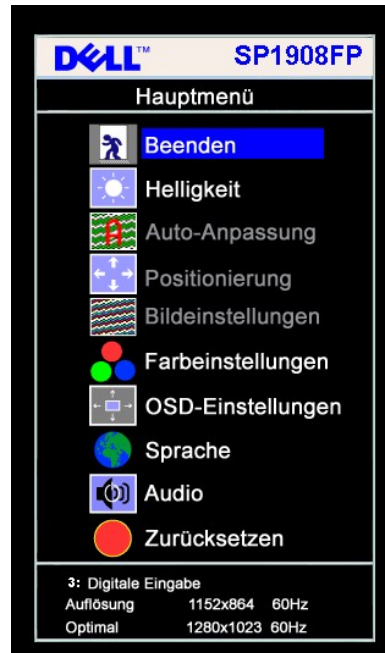 DELL™ SP1908FP
Hauptmenü
Beenden
Helligkeit
Auto-Anpassung
Positionierung
Bildeinstellungen
Farbeinstellungen
OSD-Einstellungen
Sprache
Audio
Zurücksetzen
3: Digitale Eingabe
Auflösung 1152x864 60Hz
Optimal 1280x1023 60Hz